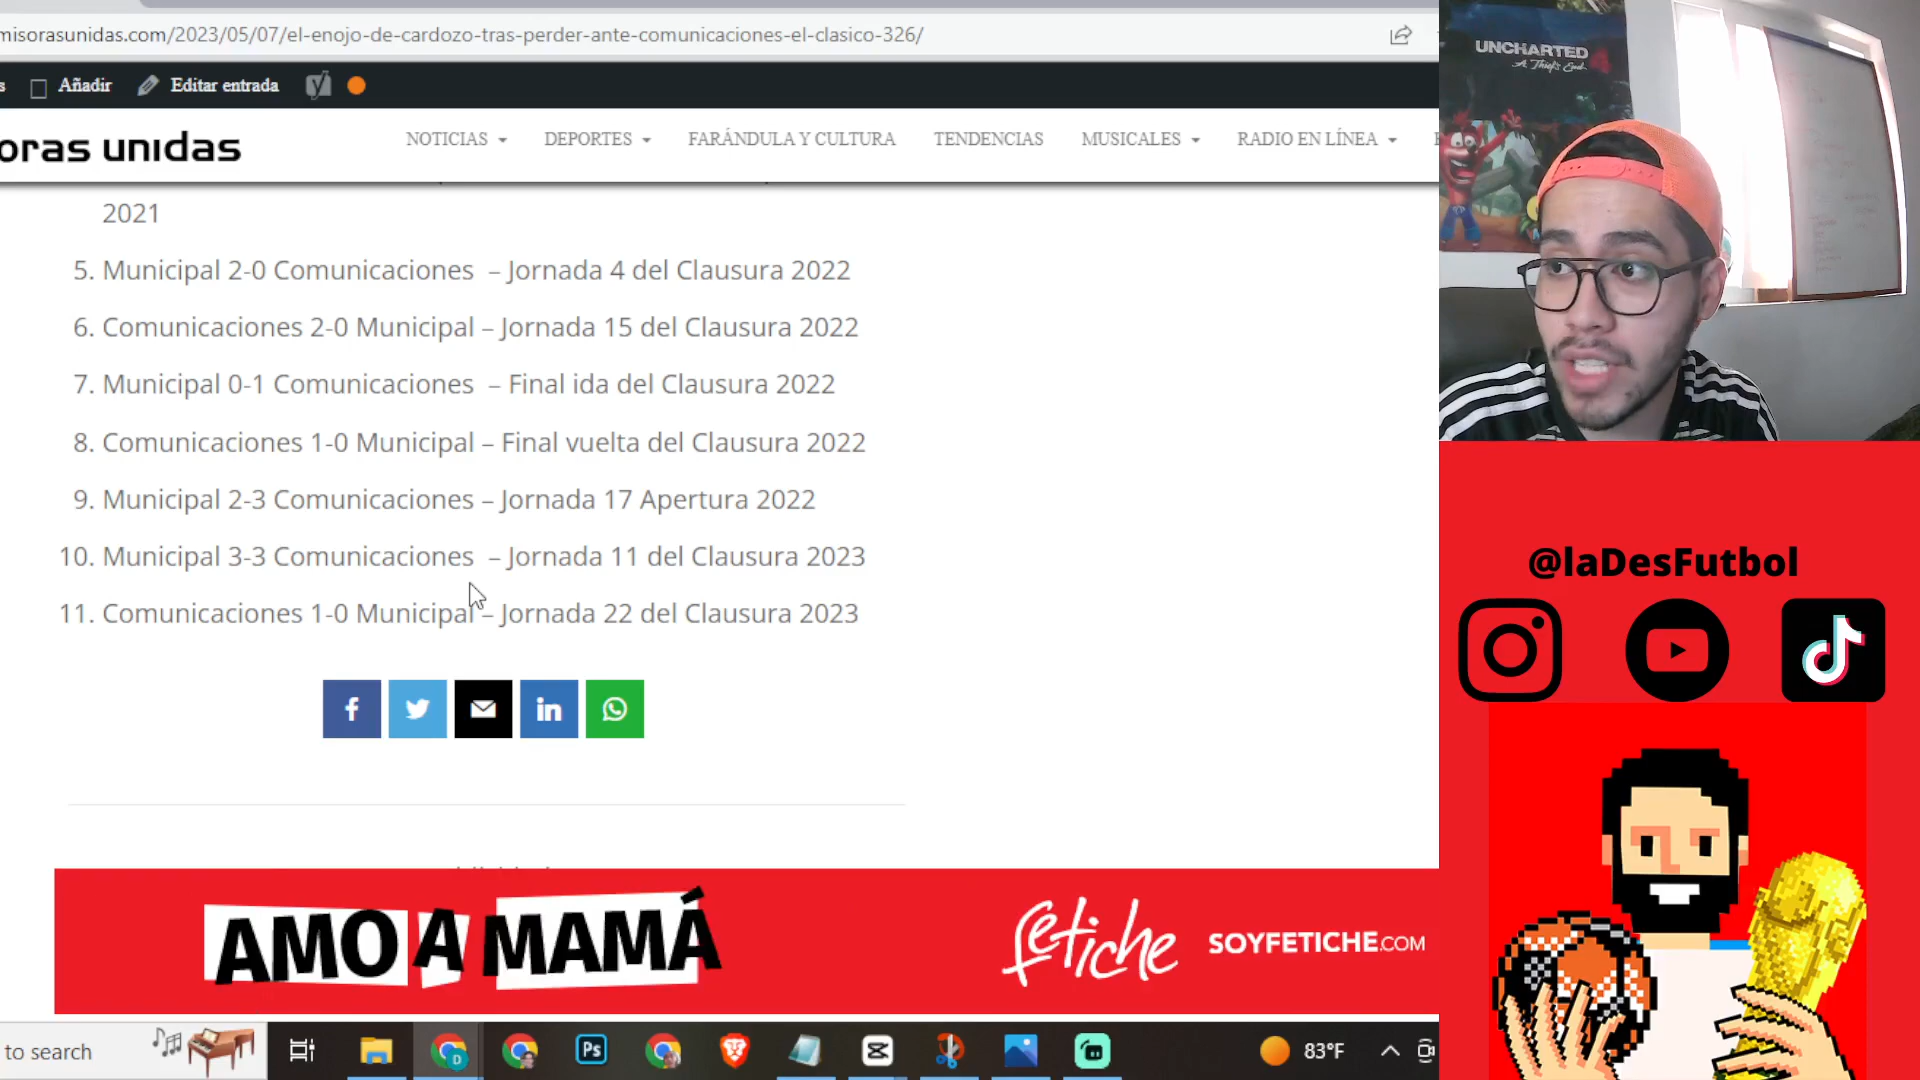 misorasunidas.com/2023/05/07/el-enojo-de-cardozo-tras-perder-ante-comunicaciones-el-clasico-326/
s Añadir Editar entrada
oras unidas NOTICIAS DEPORTES FARÁNDULA Y CULTURA TENDENCIAS MUSICALES RADIO EN LÍNEA
2021
5. Municipal 2-0 Comunicaciones – Jornada 4 del Clausura 2022
6. Comunicaciones 2-0 Municipal – Jornada 15 del Clausura 2022
7. Municipal 0-1 Comunicaciones – Final ida del Clausura 2022
8. Comunicaciones 1-0 Municipal – Final vuelta del Clausura 2022
9. Municipal 2-3 Comunicaciones – Jornada 17 Apertura 2022
10. Municipal 3-3 Comunicaciones – Jornada 11 del Clausura 2023
11. Comunicaciones 1-0 Municipal – Jornada 22 del Clausura 2023
AMO A MAMÁ
fetiche SOYFETICHE.COM
to search
Ps
83°F
UNCHARTED 4
A Thief's End
@laDesFutbol